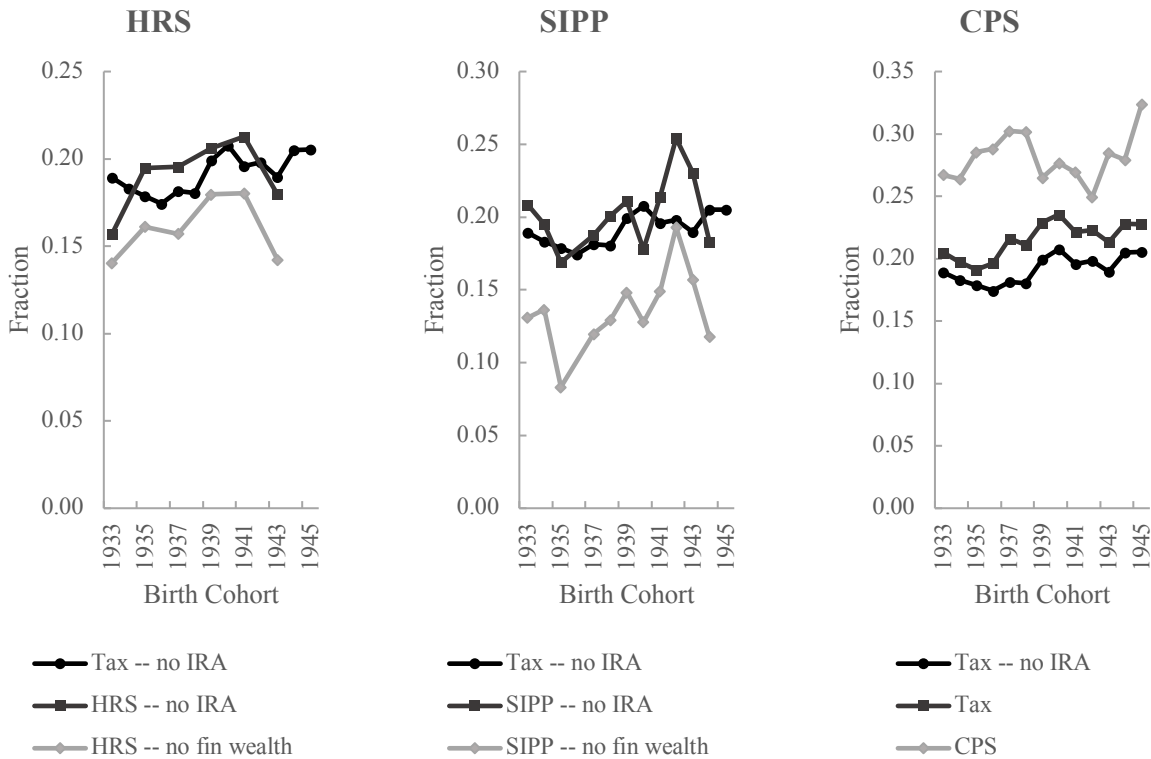 HRS
0.25
0.20
0.15
0.10
0.05
0.00
Fraction
1933
1935
1937
1939
1941
1943
1945
Birth Cohort
Tax -- no IRA
HRS -- no IRA
HRS -- no fin wealth
SIPP
0.30
0.25
0.20
0.15
0.10
0.05
0.00
Fraction
1933
1935
1937
1939
1941
1943
1945
Birth Cohort
Tax -- no IRA
SIPP -- no IRA
SIPP -- no fin wealth
CPS
0.35
0.30
0.25
0.20
0.15
0.10
0.05
0.00
Fraction
1933
1935
1937
1939
1941
1943
1945
Birth Cohort
Tax -- no IRA
Tax
CPS